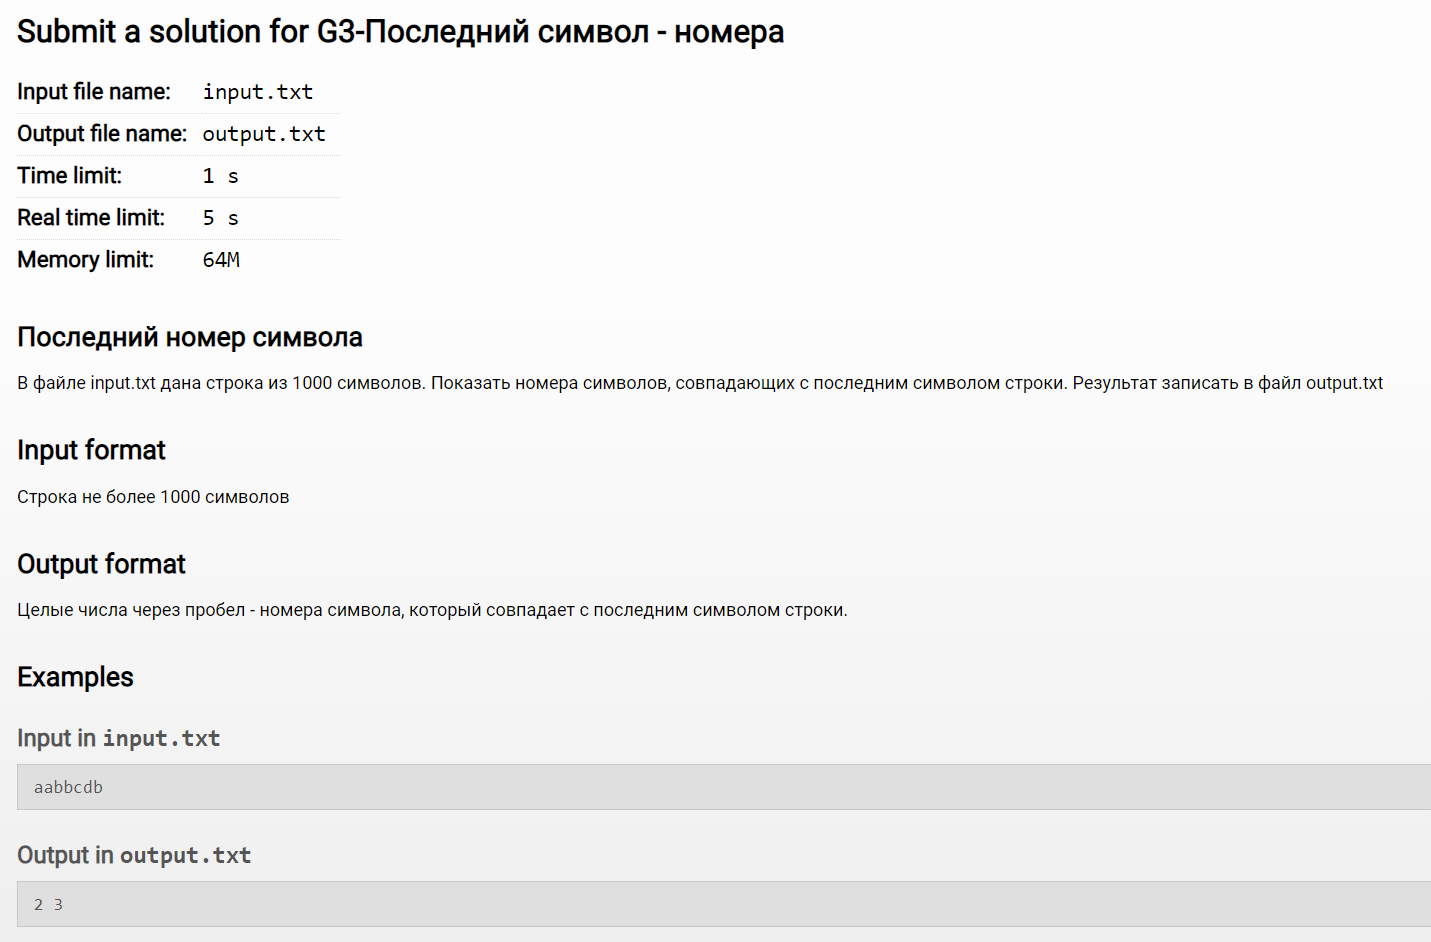 Submit a solution for G3-Последний символ - номера
Input file name: input.txt
Output file name: output.txt
Time limit: 1 s
Real time limit: 5 s
Memory limit: 64M
Последний номер символа
В файле input.txt дана строка из 1000 символов. Показать номера символов, совпадающих с последним символом строки. Результат записать в файл output.txt
Input format
Строка не более 1000 символов
Output format
Целые числа через пробел - номера символа, который совпадает с последним символом строки.
Examples
Input in input.txt
aabbcdb
Output in output.txt
2 3